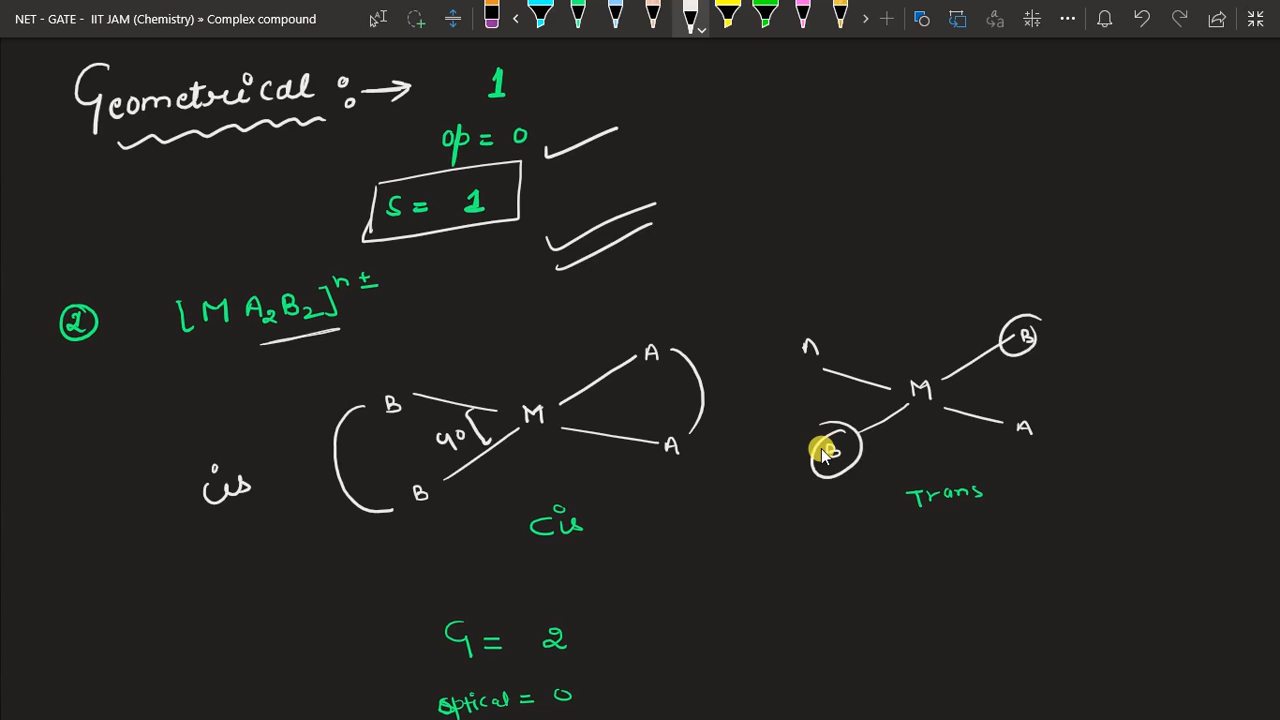 NET - GATE - IIT JAM (Chemistry) » Complex compound
Geometrical : → 1
op = 0
S = 1
② [M A₂B₂]ⁿ±
B M A
90
B A
cis
Cis
A B
M
B A
Trans
G = 2
optical = 0